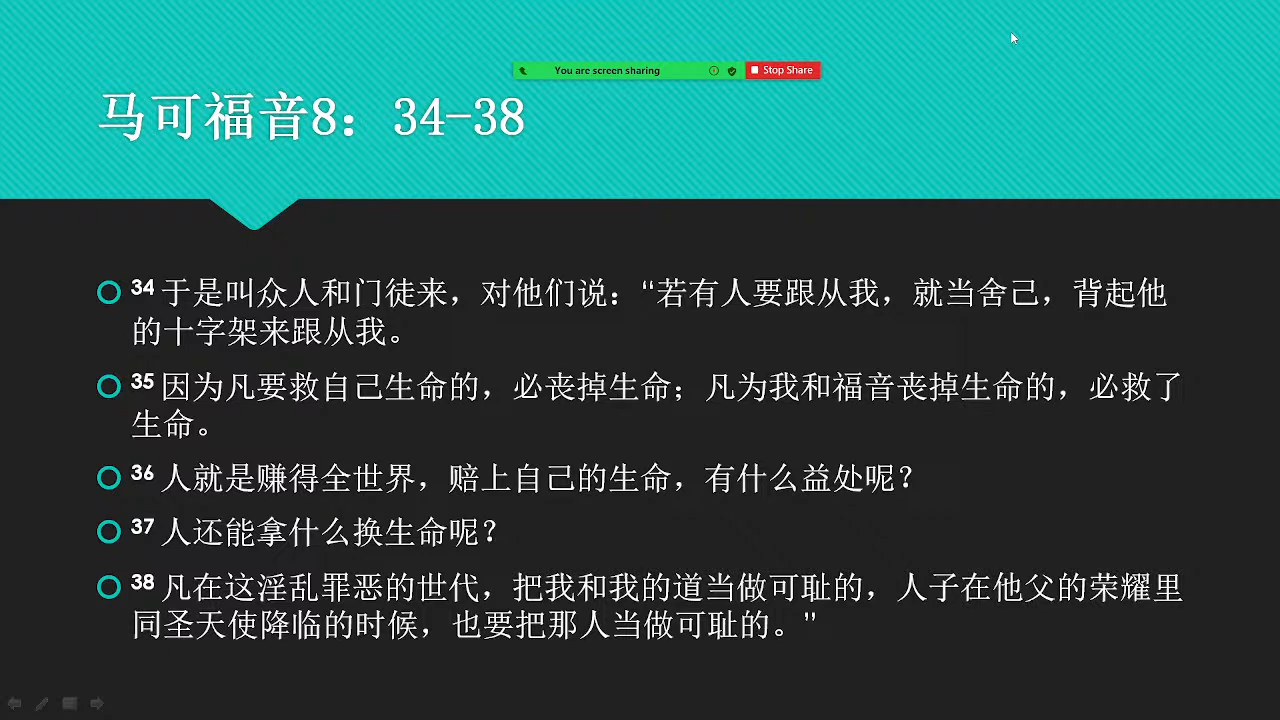 You are screen sharing
Stop Share
马可福音8：34-38
34 于是叫众人和门徒来，对他们说：“若有人要跟从我，就当舍己，背起他
的十字架来跟从我。
35 因为凡要救自己生命的，必丧掉生命；凡为我和福音丧掉生命的，必救了
生命。
36 人就是赚得全世界，赔上自己的生命，有什么益处呢？
37 人还能拿什么换生命呢？
38 凡在这淫乱罪恶的世代，把我和我的道当做可耻的，人子在他父的荣耀里
同圣天使降临的时候，也要把那人当做可耻的。”